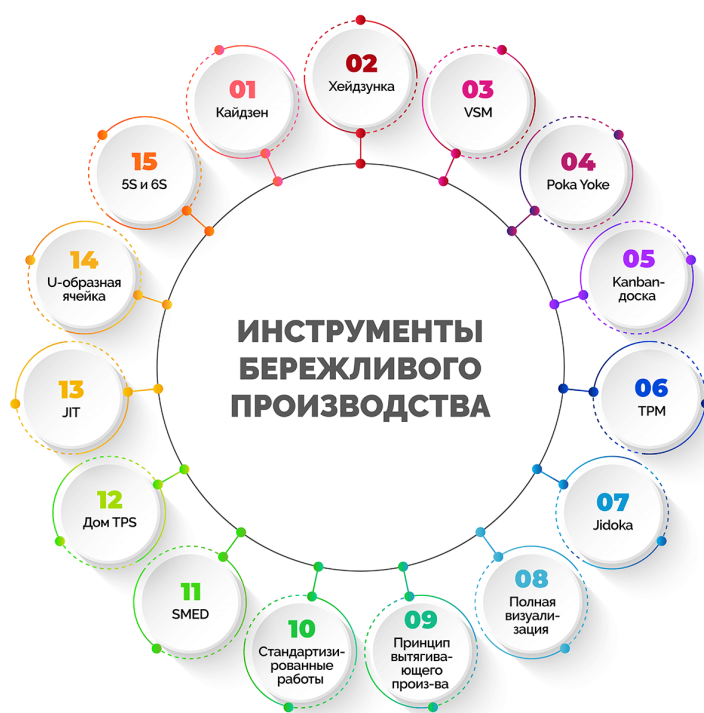 ИНСТРУМЕНТЫ
БЕРЕЖЛИВОГО
ПРОИЗВОДСТВА
01
Кайдзен
02
Хейдзунка
03
VSM
04
Poka Yoke
05
Kanban-
доска
06
TPM
07
Jidoka
08
Полная
визуали-
зация
09
Принцип
вытягива-
ющего
произ-ва
10
Стандартизи-
рованные
работы
11
SMED
12
Дом TPS
13
JIT
14
U-образная
ячейка
15
5S и 6S